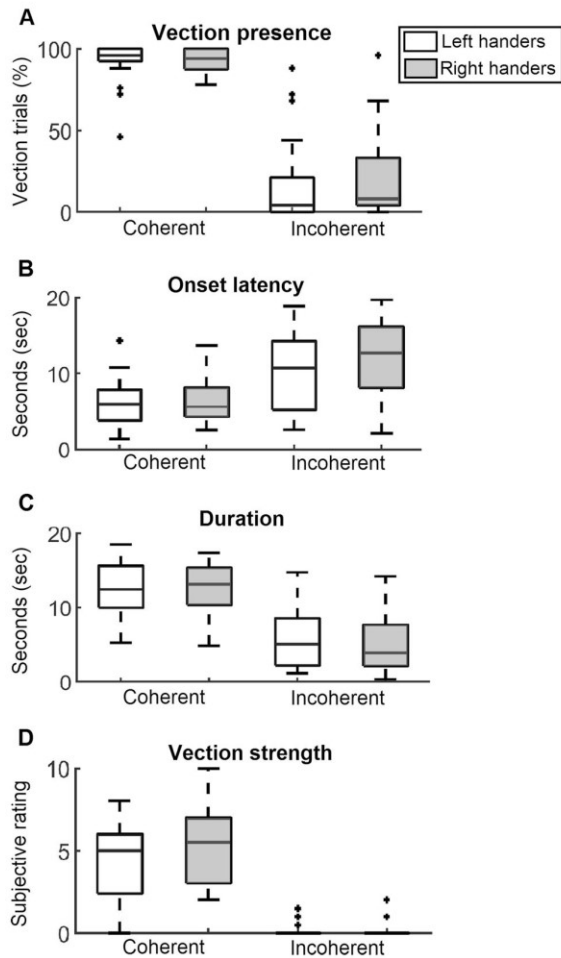 A
Vection presence
Left handers
Right handers
Vection trials (%)
100
50
0
Coherent Incoherent
B
Onset latency
Seconds (sec)
20
10
0
Coherent Incoherent
C
Duration
Seconds (sec)
20
10
0
Coherent Incoherent
D
Vection strength
Subjective rating
10
5
0
Coherent Incoherent